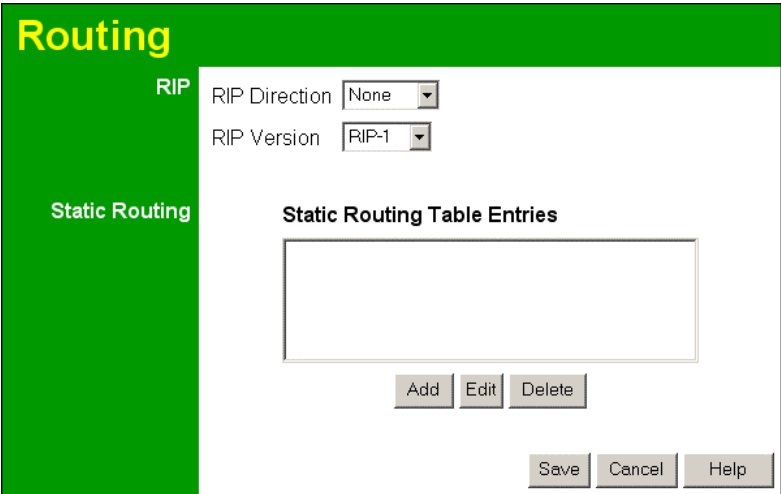 Routing
RIP
RIP Direction None
RIP Version RIP-1
Static Routing
Static Routing Table Entries
Add Edit Delete
Save Cancel Help